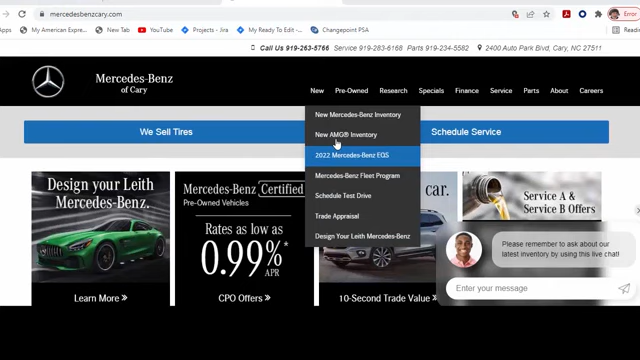 mercedesbenzcary.com
Error
My American Expre...
New Tab
YouTube
Projects - Jira
My Ready To Edit - ...
Changepoint PSA
Call Us 919-263-5766 Service 919-283-6168 Parts 919-234-5582 2400 Auto Park Blvd, Cary, NC 27511
Mercedes-Benz
of Cary
New Pre-Owned Research Specials Finance Service Parts About Careers
New Mercedes-Benz Inventory
New AMG® Inventory
2022 Mercedes-Benz EQS
Mercedes-Benz Fleet Program
Schedule Test Drive
Trade Appraisal
Design Your Leith Mercedes-Benz
We Sell Tires
Schedule Service
Design your Leith
Mercedes-Benz.
Learn More »
Mercedes-Benz Certified
Pre-Owned Vehicles
Rates as low as
0.99%*
APR
CPO Offers »
car.
10-Second Trade Value »
Service A &
Service B Offers
Please remember to ask about our
latest inventory by using this live chat!
Enter your message